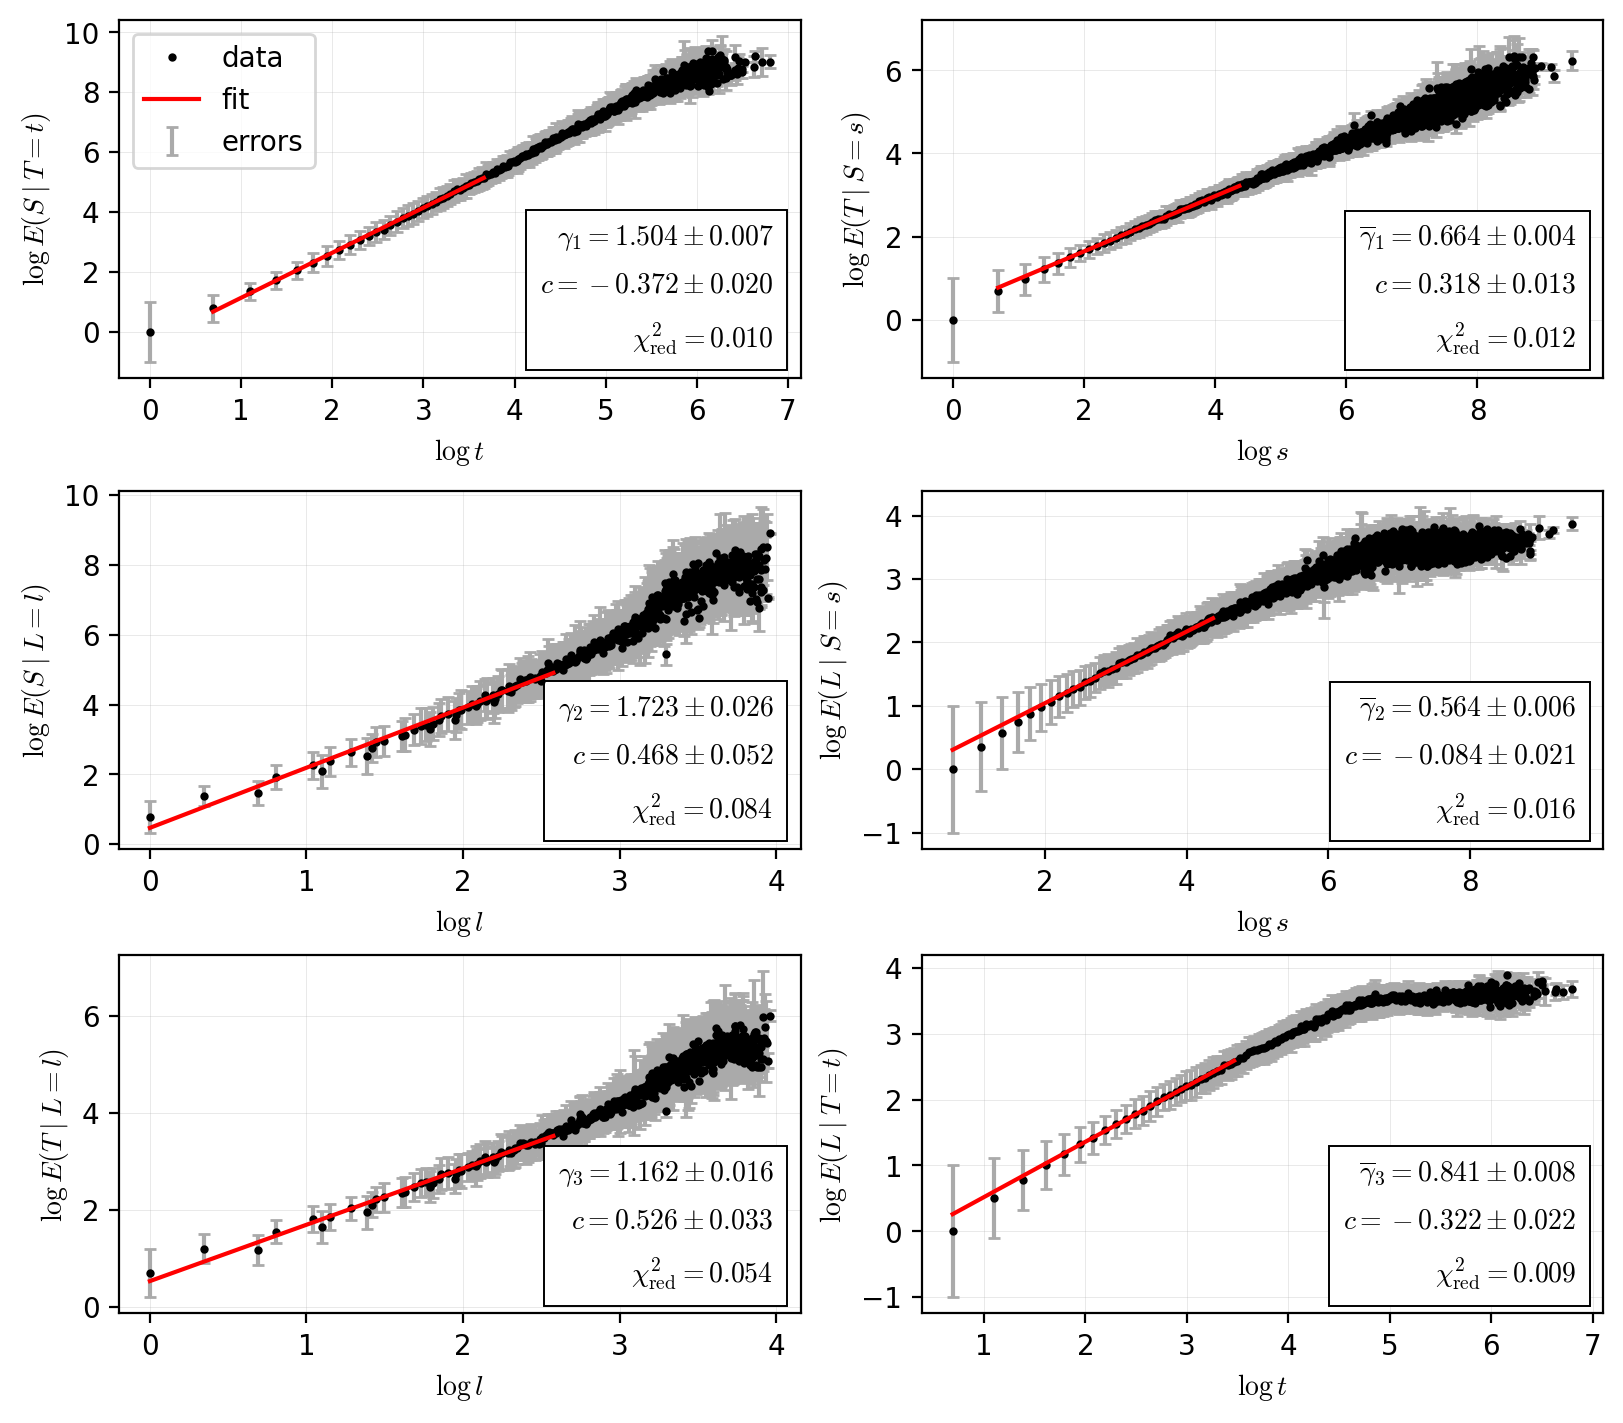 data
fit
errors
10
8
6
4
2
0
log E(S | T = t)
γ₁ = 1.504 ± 0.007
c = −0.372 ± 0.020
χ²_red = 0.010
0 1 2 3 4 5 6 7
log t
6
4
2
0
log E(T | S = s)
γ̅₁ = 0.664 ± 0.004
c = 0.318 ± 0.013
χ²_red = 0.012
0 2 4 6 8
log s
10
8
6
4
2
0
log E(S | L = l)
γ₂ = 1.723 ± 0.026
c = 0.468 ± 0.052
χ²_red = 0.084
0 1 2 3 4
log l
4
3
2
1
0
−1
log E(L | S = s)
γ̅₂ = 0.564 ± 0.006
c = −0.084 ± 0.021
χ²_red = 0.016
2 4 6 8
log s
6
4
2
0
log E(T | L = l)
γ₃ = 1.162 ± 0.016
c = 0.526 ± 0.033
χ²_red = 0.054
0 1 2 3 4
log l
4
3
2
1
0
−1
log E(L | T = t)
γ̅₃ = 0.841 ± 0.008
c = −0.322 ± 0.022
χ²_red = 0.009
1 2 3 4 5 6 7
log t